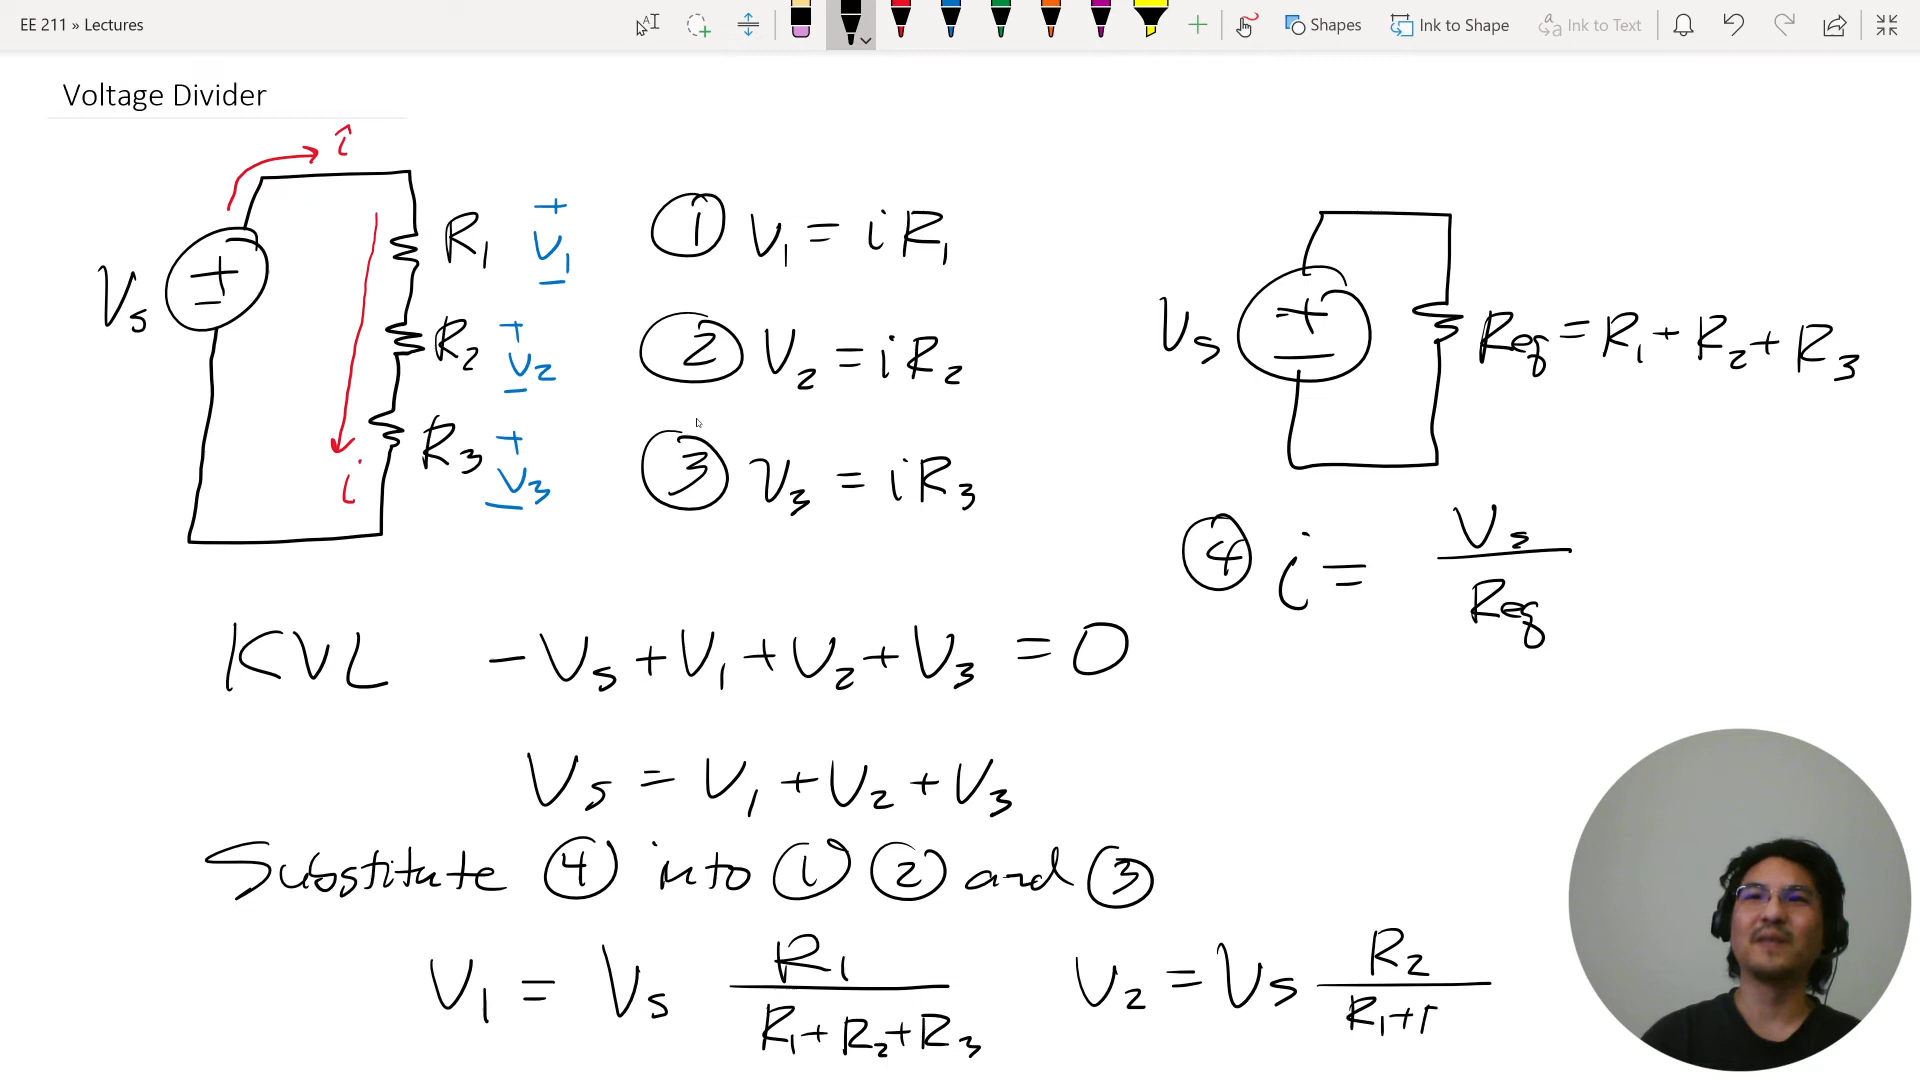 EE 211 » Lectures
Shapes
Ink to Shape
Ink to Text
Voltage Divider
î
Vs
+
−
i
R1
+
V1
−
R2
+
V2
−
R3
+
V3
−
① V1 = iR1
② V2 = iR2
③ V3 = iR3
Vs
+
−
Req = R1 + R2 + R3
④ i = Vs / Req
KVL −Vs + V1 + V2 + V3 = 0
Vs = V1 + V2 + V3
Substitute ④ into ① ② and ③
V1 = Vs R1 / (R1 + R2 + R3)
V2 = Vs R2 / R1+